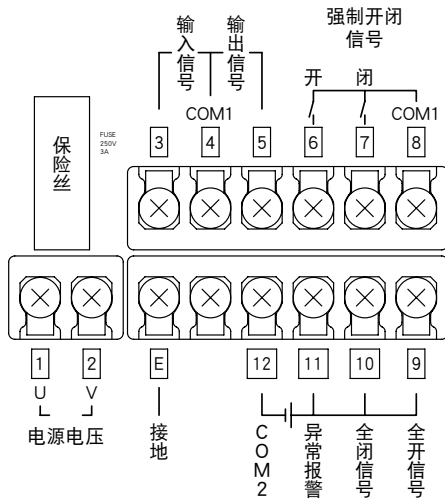 输入信号
输出信号
强制开闭
信号
开
闭
COM1
COM1
3
4
5
6
7
8
保险丝
FUSE
250V
3A
1
2
E
12
11
10
9
U
V
电源电压
接地
COM2
异常报警
全闭信号
全开信号